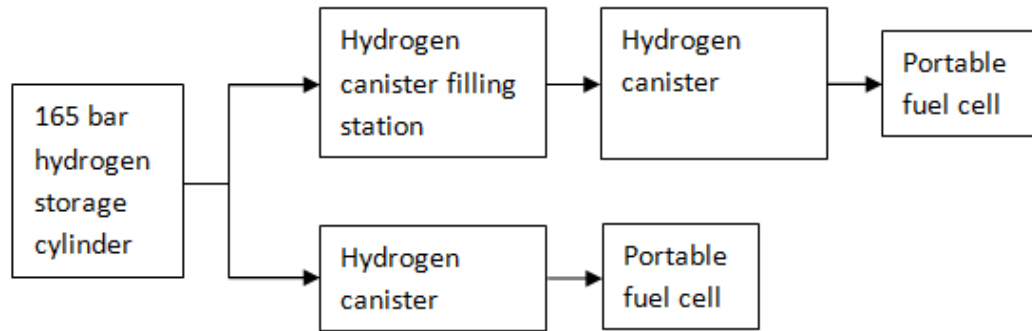 165 bar
hydrogen
storage
cylinder
Hydrogen
canister filling
station
Hydrogen
canister
Portable
fuel cell
Hydrogen
canister
Portable
fuel cell